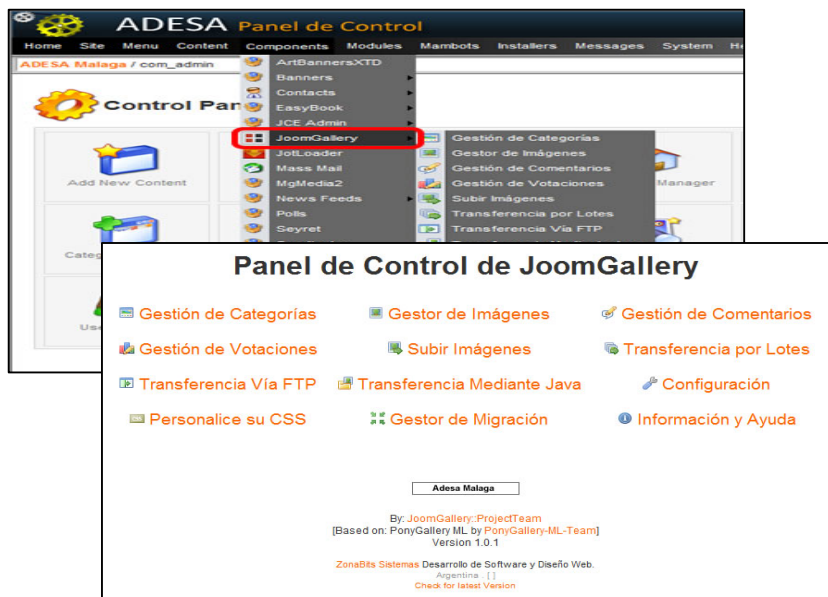 ADESA Panel de Control
Home Site Menu Content Components Modules Mambots Installers Messages System
ADESA Malaga / com_admin
ArtBannersXTD
Banners
Contacts
EasyBook
JCE Admin
JoomGallery
JotLoader
Mass Mail
MgMedia2
News Feeds
Polls
Seyret
Gestión de Categorías
Gestor de Imágenes
Gestión de Comentarios
Gestión de Votaciones
Subir Imágenes
Transferencia por Lotes
Transferencia Vía FTP
Control Pan
Add New Content
Manager
Categ
Use
Panel de Control de JoomGallery
Gestión de Categorías Gestor de Imágenes Gestión de Comentarios
Gestión de Votaciones Subir Imágenes Transferencia por Lotes
Transferencia Vía FTP Transferencia Mediante Java Configuración
Personalice su CSS Gestor de Migración Información y Ayuda
Adesa Malaga
By: JoomGallery::ProjectTeam
[Based on: PonyGallery ML by PonyGallery-ML-Team]
Version 1.0.1
ZonaBits Sistemas Desarrollo de Software y Diseño Web.
Argentina . [ ]
Check for latest Version